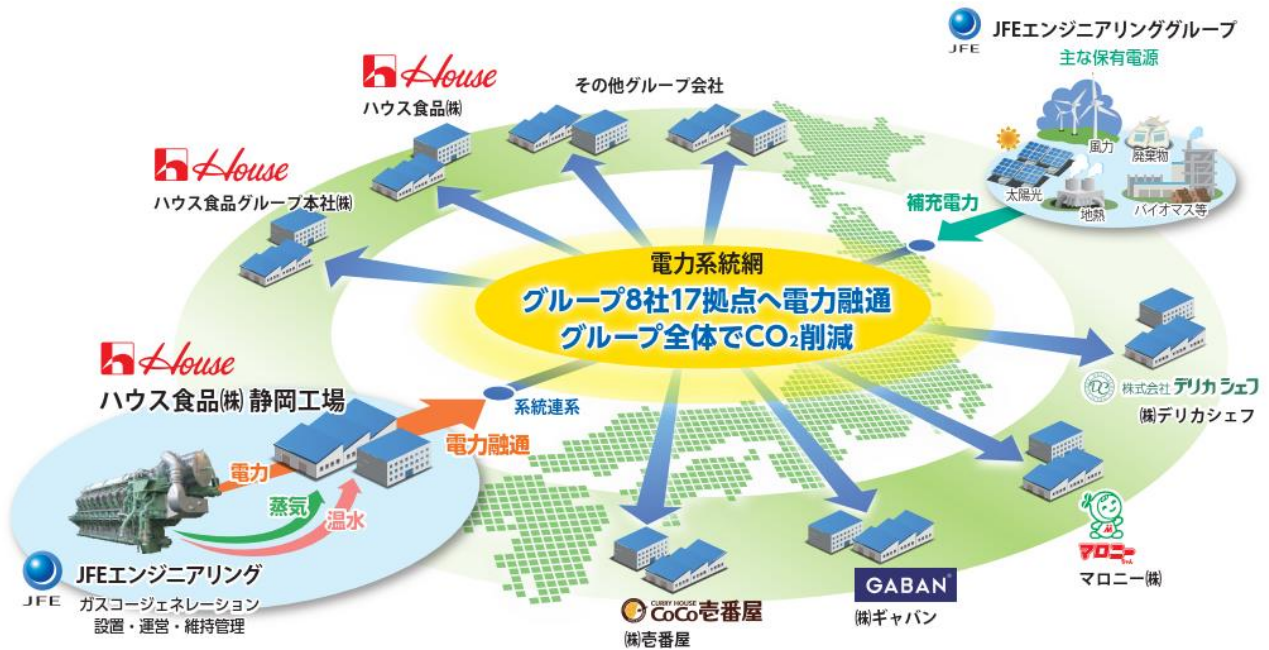 JFE
JFEエンジニアリンググループ
主な保有電源
風力
廃棄物
太陽光
地熱
バイオマス等
補充電力
House
ハウス食品㈱
その他グループ会社
House
ハウス食品グループ本社㈱
電力系統網
グループ8社17拠点へ電力融通
グループ全体でCO₂削減
House
ハウス食品㈱ 静岡工場
系統連系
電力融通
電力
蒸気
温水
JFE
JFEエンジニアリング
ガスコージェネレーション
設置・運営・維持管理
DC 株式会社 デリカシェフ
㈱デリカシェフ
マロニーちゃん
マロニー㈱
GABAN®
㈱ギャバン
CURRY HOUSE
CoCo壱番屋
㈱壱番屋